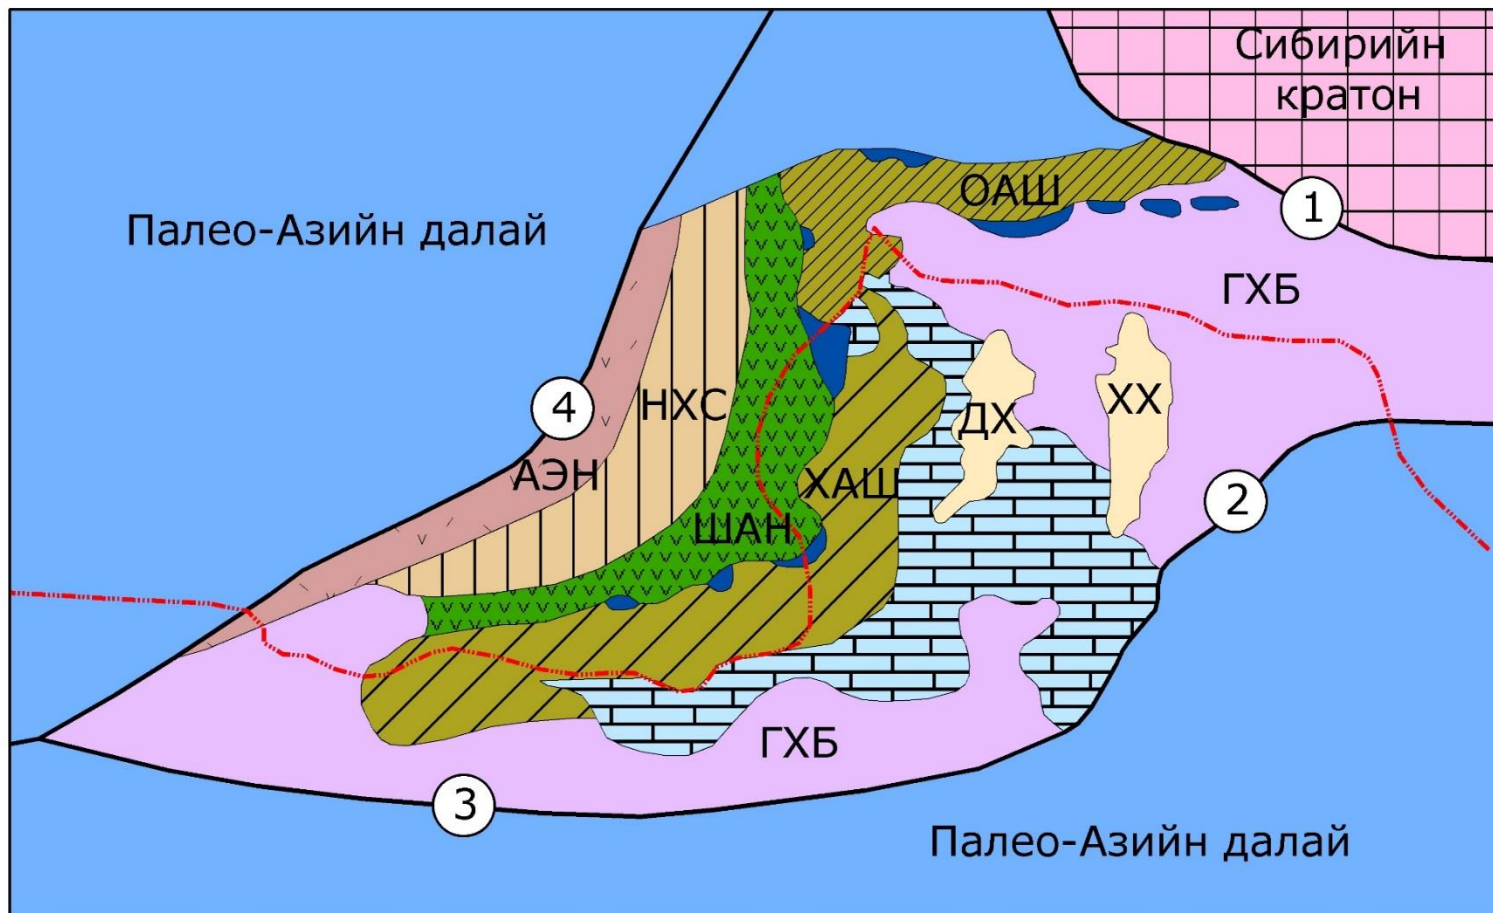 Сибирийн
кратон
ОАШ
1
Палео-Азийн далай
ГХБ
4
НХС
ДХ
ХХ
АЭН
ХАШ
2
ШАН
ГХБ
3
Палео-Азийн далай